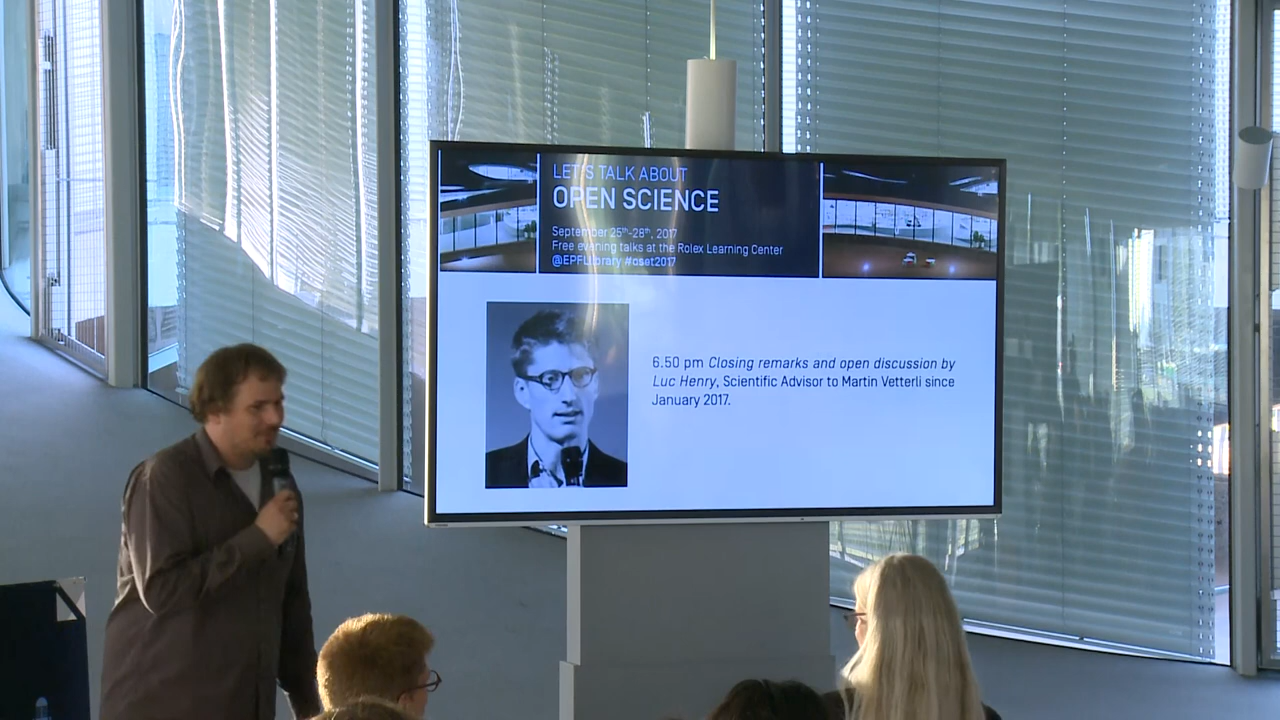 LET'S TALK ABOUT
OPEN SCIENCE
September 25th-28th, 2017
Free evening talks at the Rolex Learning Center
@EPFLlibrary #oset2017
6.50 pm Closing remarks and open discussion by
Luc Henry, Scientific Advisor to Martin Vetterli since
January 2017.